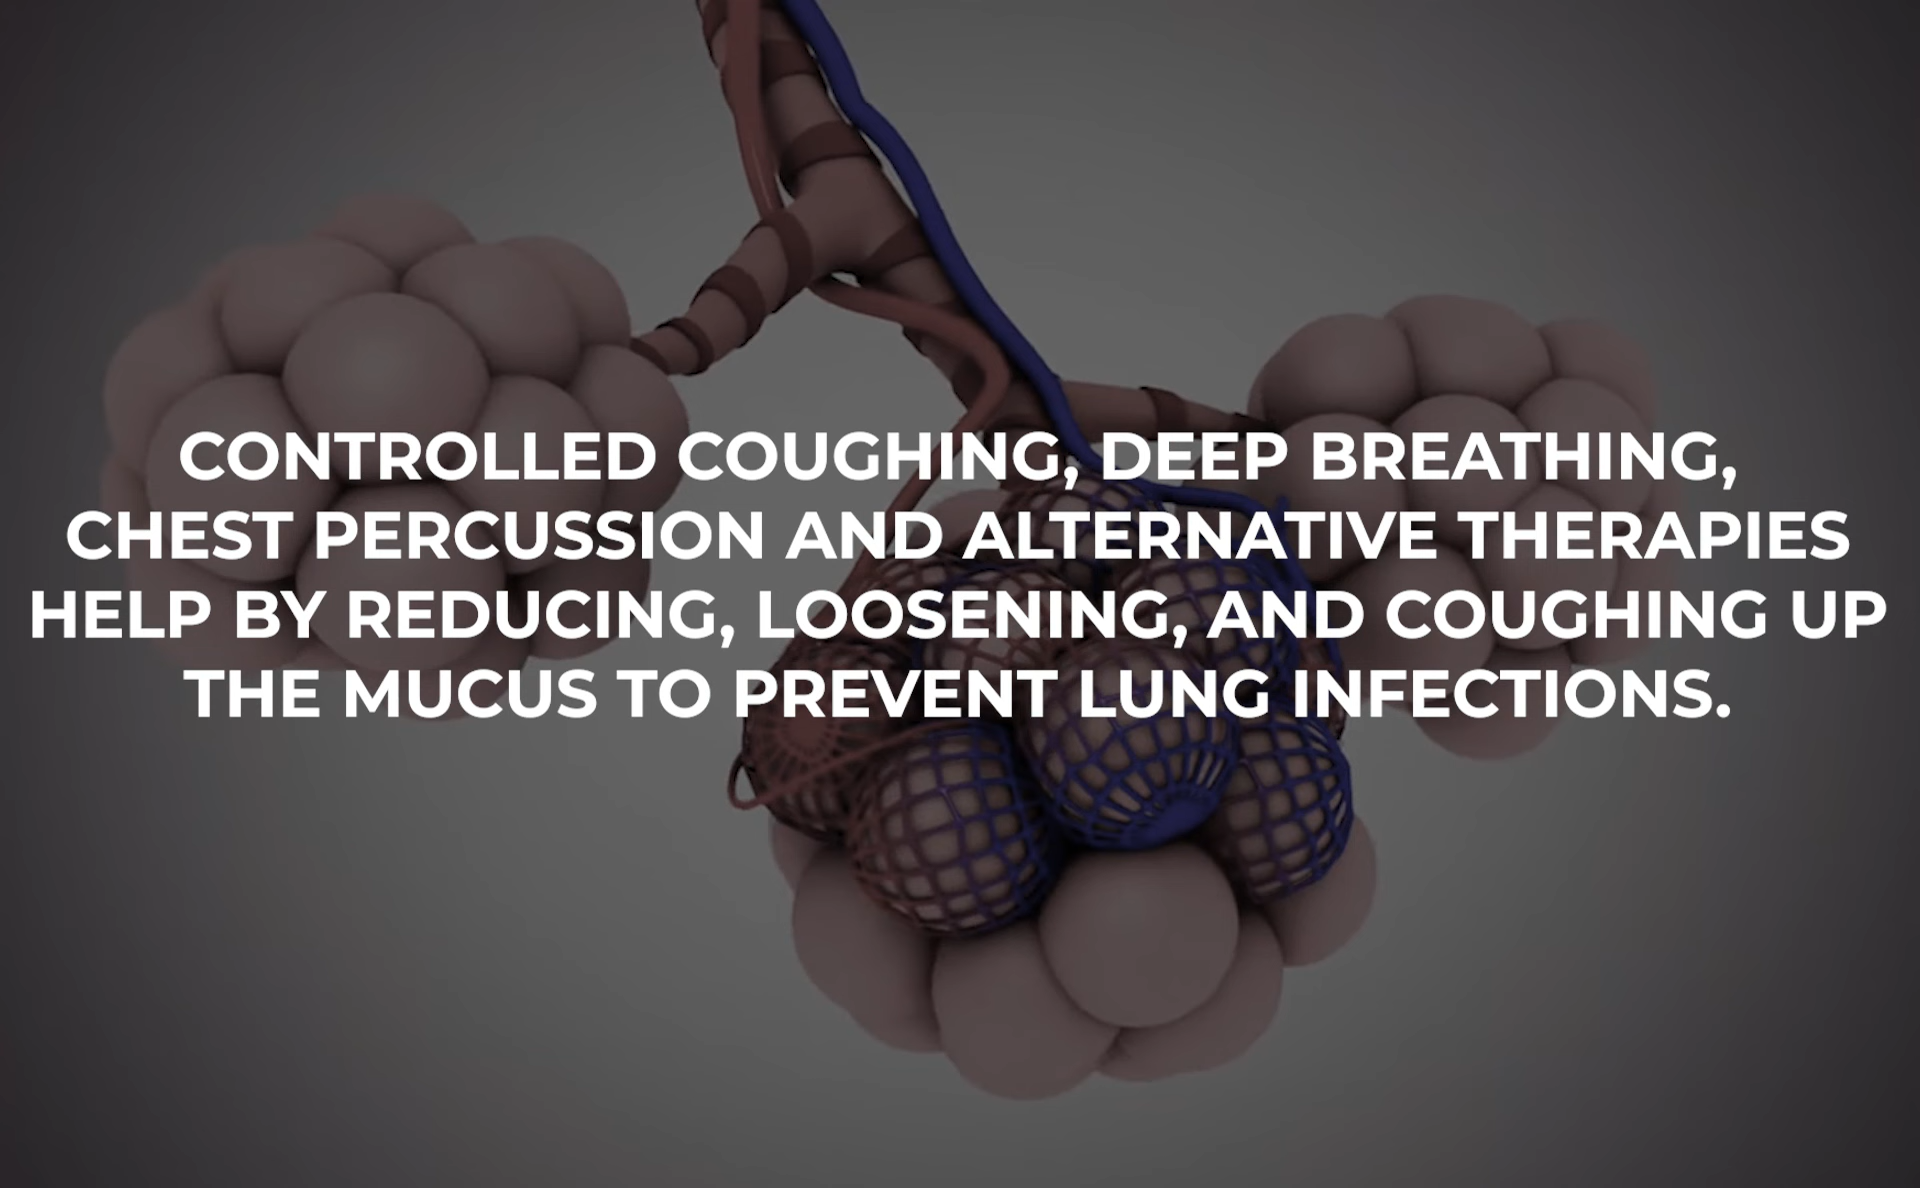 CONTROLLED COUGHING, DEEP BREATHING,
CHEST PERCUSSION AND ALTERNATIVE THERAPIES
HELP BY REDUCING, LOOSENING, AND COUGHING UP
THE MUCUS TO PREVENT LUNG INFECTIONS.